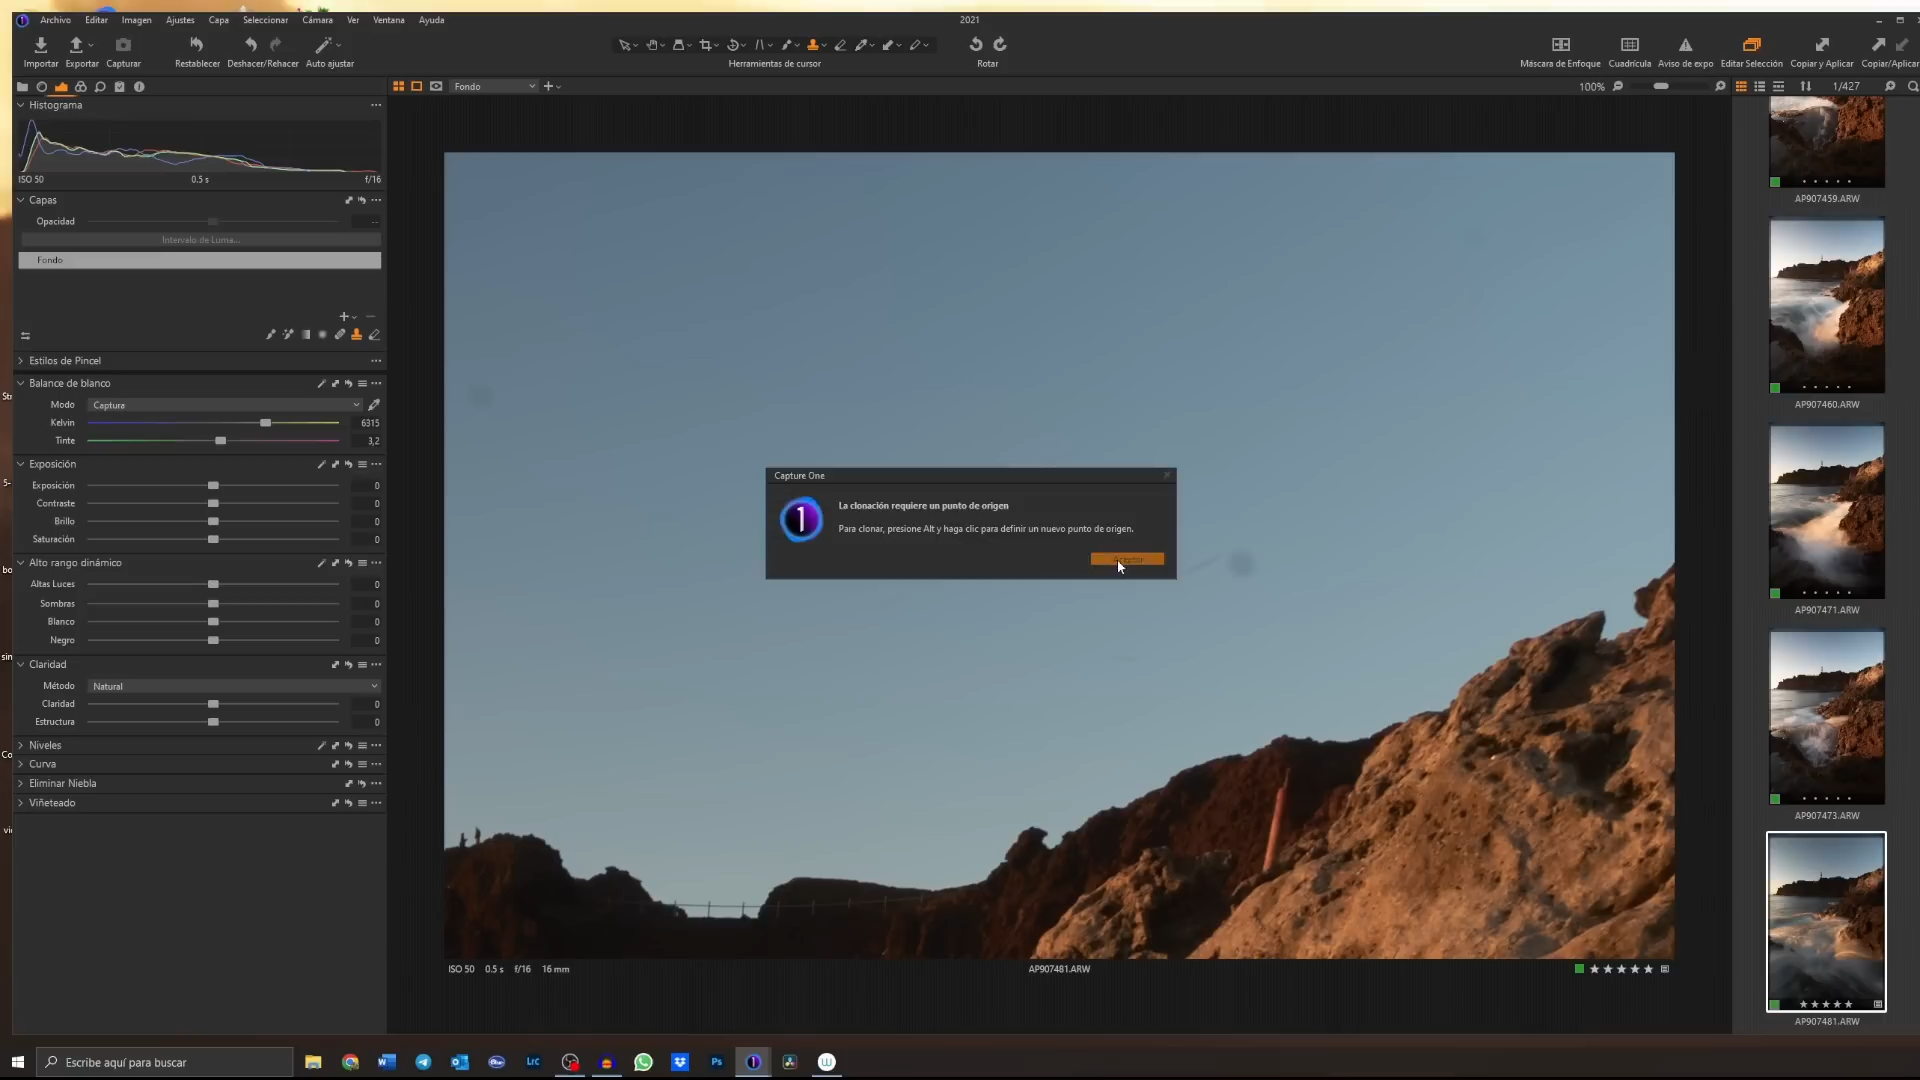 Archivo Editar Imagen Ajustes Capa Seleccionar Cámara Ver Ventana Ayuda
2021
Importar Exportar Capturar Restablecer Deshacer/Rehacer Auto ajustar
Herramientas de cursor
Rotar
Máscara de Enfoque Cuadrícula Aviso de expo Editar Selección Copiar y Aplicar Copiar/Aplicar
Fondo
100%
1/427
Histograma
ISO 50 0.5 s f/16
Capas
Opacidad --
Intervalo de Luma...
Fondo
Estilos de Pincel
Balance de blanco
Modo Captura
Kelvin 6315
Tinte 3,2
Exposición
Exposición 0
Contraste 0
Brillo 0
Saturación 0
Alto rango dinámico
Altas Luces 0
Sombras 0
Blanco 0
Negro 0
Claridad
Método Natural
Claridad 0
Estructura 0
Niveles
Curva
Eliminar Niebla
Viñeteado
Capture One
La clonación requiere un punto de origen
Para clonar, presione Alt y haga clic para definir un nuevo punto de origen.
ISO 50 0.5 s f/16 16 mm
AP907481.ARW
AP907459.ARW
AP907460.ARW
AP907471.ARW
AP907473.ARW
AP907481.ARW
Escribe aquí para buscar
LrC
Ps